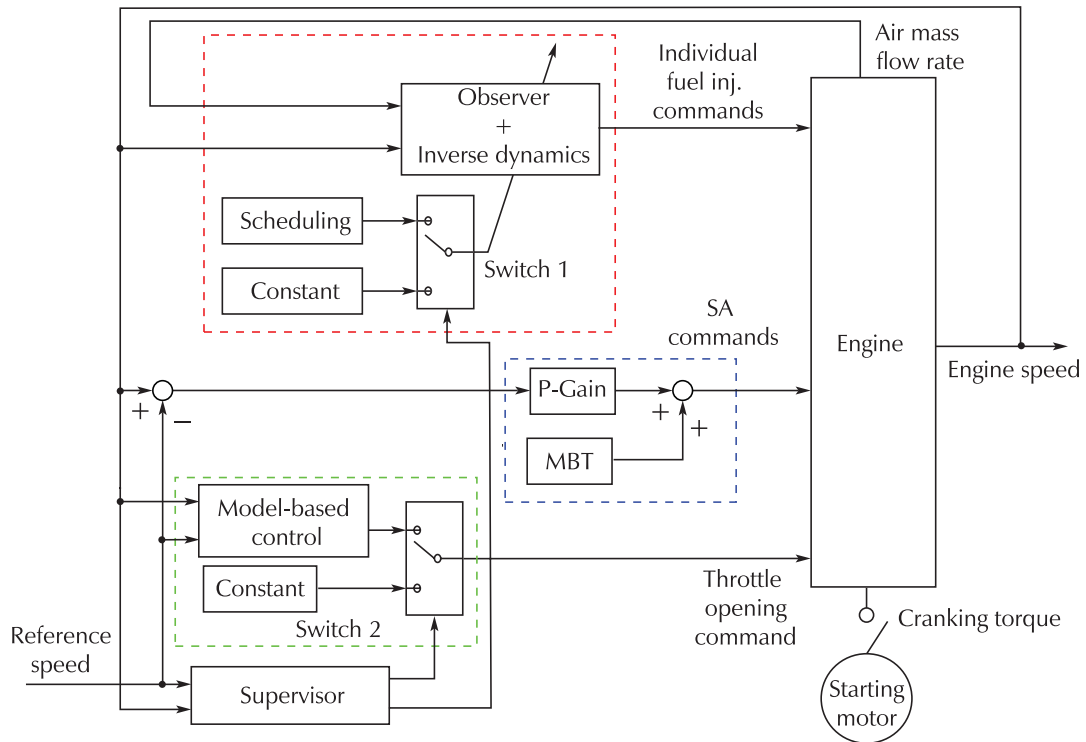 Air mass
flow rate
Individual
fuel inj.
commands
Observer
+
Inverse dynamics
Scheduling
Switch 1
Constant
SA
commands
Engine
Engine speed
P-Gain
+
−
+
+
MBT
Model-based
control
Constant
Switch 2
Throttle
opening
command
Cranking torque
Reference
speed
Supervisor
Starting
motor